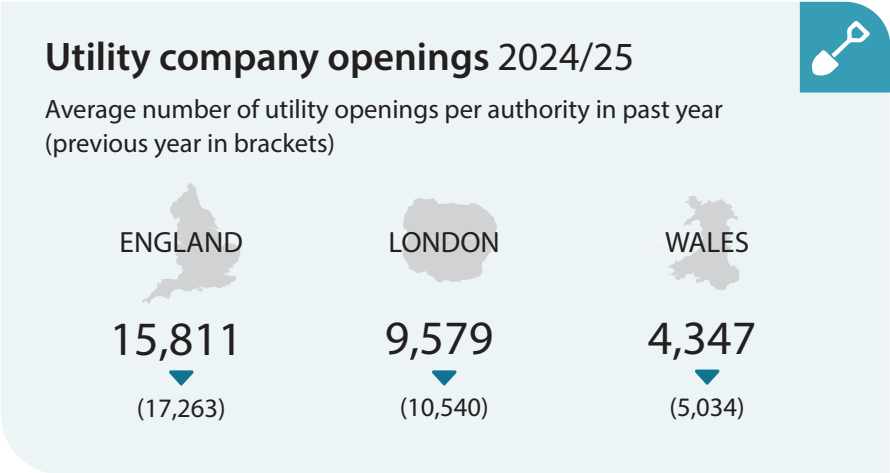 Utility company openings 2024/25
Average number of utility openings per authority in past year
(previous year in brackets)
ENGLAND LONDON WALES
15,811 9,579 4,347
(17,263) (10,540) (5,034)